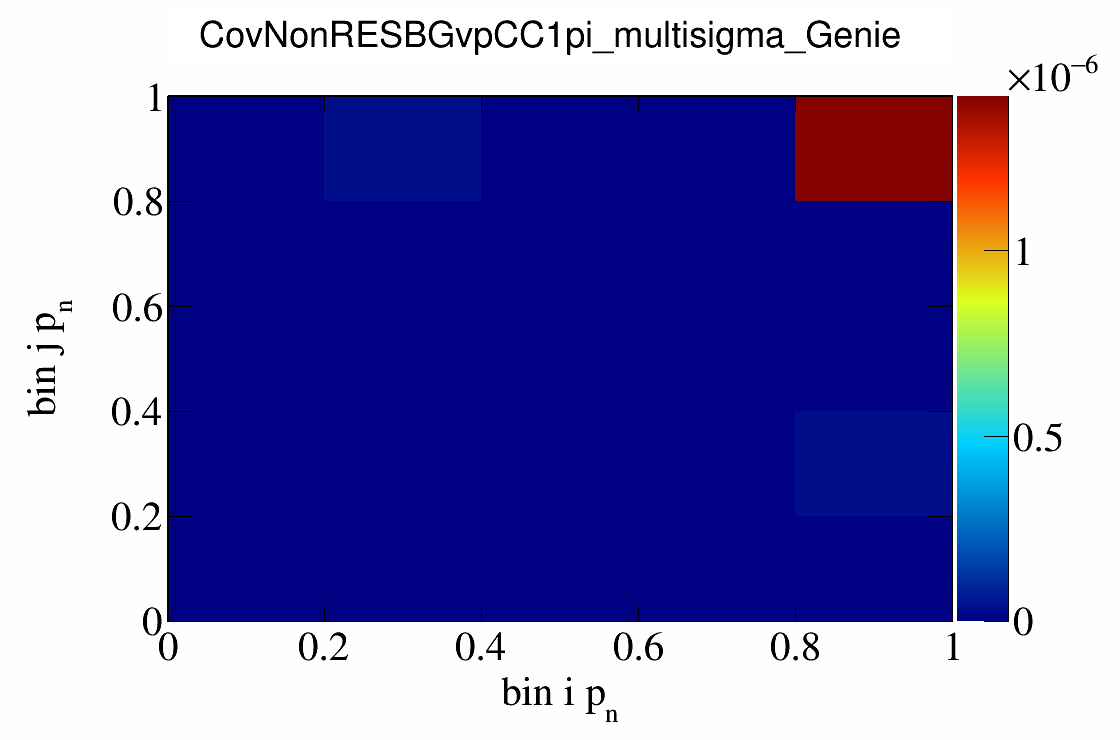 CovNonRESBGvpCC1pi_multisigma_Genie
×10⁻⁶
1
0.8
0.6
0.4
0.2
0
bin j pₙ
1
0.5
0
0 0.2 0.4 0.6 0.8 1
bin i pₙ